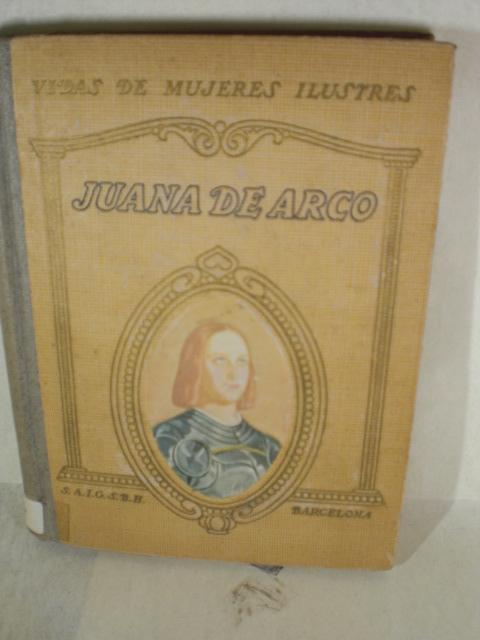 VIDAS DE MUJERES ILUSTRES
JUANA DE ARCO
S.A.I.G.S.B.H.
BARCELONA